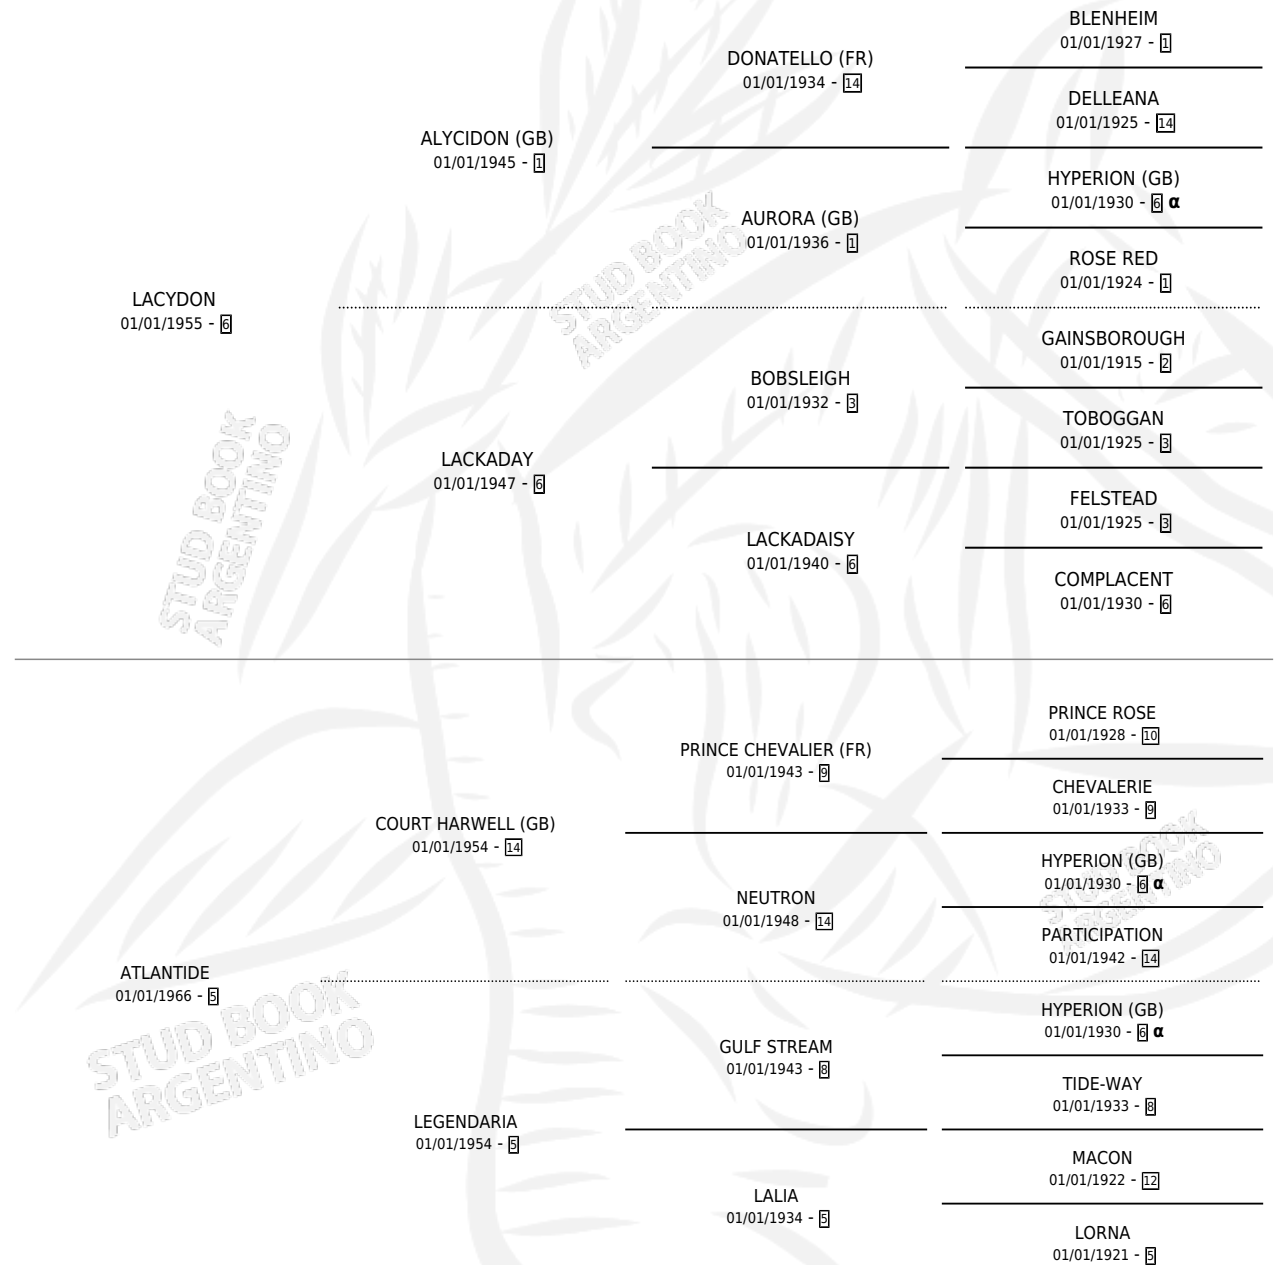 BLENHEIM
01/01/1927 - 1
DONATELLO (FR)
01/01/1934 - 14
DELLEANA
01/01/1925 - 14
ALYCIDON (GB)
01/01/1945 - 1
HYPERION (GB)
01/01/1930 - 6 α
AURORA (GB)
01/01/1936 - 1
ROSE RED
01/01/1924 - 1
LACYDON
01/01/1955 - 6
GAINSBOROUGH
01/01/1915 - 2
BOBSLEIGH
01/01/1932 - 3
TOBOGGAN
01/01/1925 - 3
LACKADAY
01/01/1947 - 6
FELSTEAD
01/01/1925 - 3
LACKADAISY
01/01/1940 - 6
COMPLACENT
01/01/1930 - 6
PRINCE ROSE
01/01/1928 - 10
PRINCE CHEVALIER (FR)
01/01/1943 - 9
CHEVALERIE
01/01/1933 - 9
COURT HARWELL (GB)
01/01/1954 - 14
HYPERION (GB)
01/01/1930 - 6 α
NEUTRON
01/01/1948 - 14
PARTICIPATION
01/01/1942 - 14
ATLANTIDE
01/01/1966 - 5
HYPERION (GB)
01/01/1930 - 6 α
GULF STREAM
01/01/1943 - 8
TIDE-WAY
01/01/1933 - 8
LEGENDARIA
01/01/1954 - 5
MACON
01/01/1922 - 12
LALIA
01/01/1934 - 5
LORNA
01/01/1921 - 5
STUD BOOK
ARGENTINO
STUD BOOK
ARGENTINO
STUD BOOK
ARGENTINO
STUD BOOK
ARGENTINO